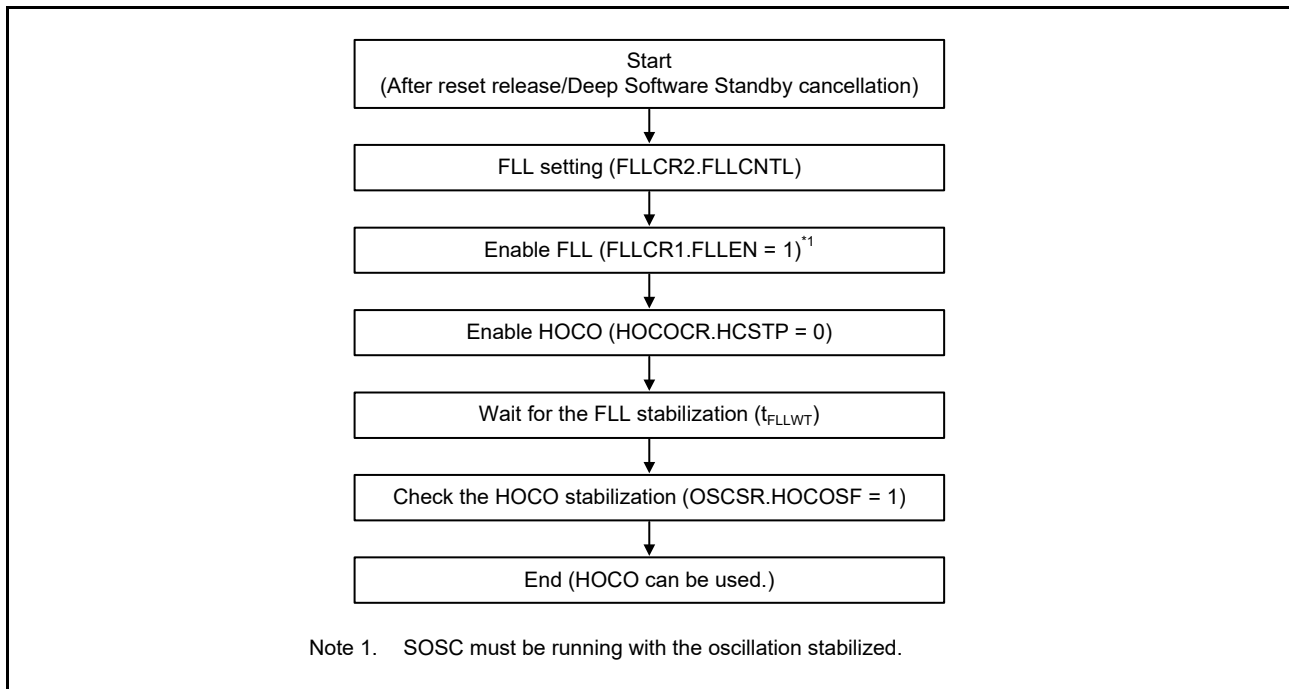 Start
(After reset release/Deep Software Standby cancellation)
FLL setting (FLLCR2.FLLCNTL)
Enable FLL (FLLCR1.FLLEN = 1)*1
Enable HOCO (HOCOCR.HCSTP = 0)
Wait for the FLL stabilization (tFLLWT)
Check the HOCO stabilization (OSCSR.HOCOSF = 1)
End (HOCO can be used.)
Note 1. SOSC must be running with the oscillation stabilized.